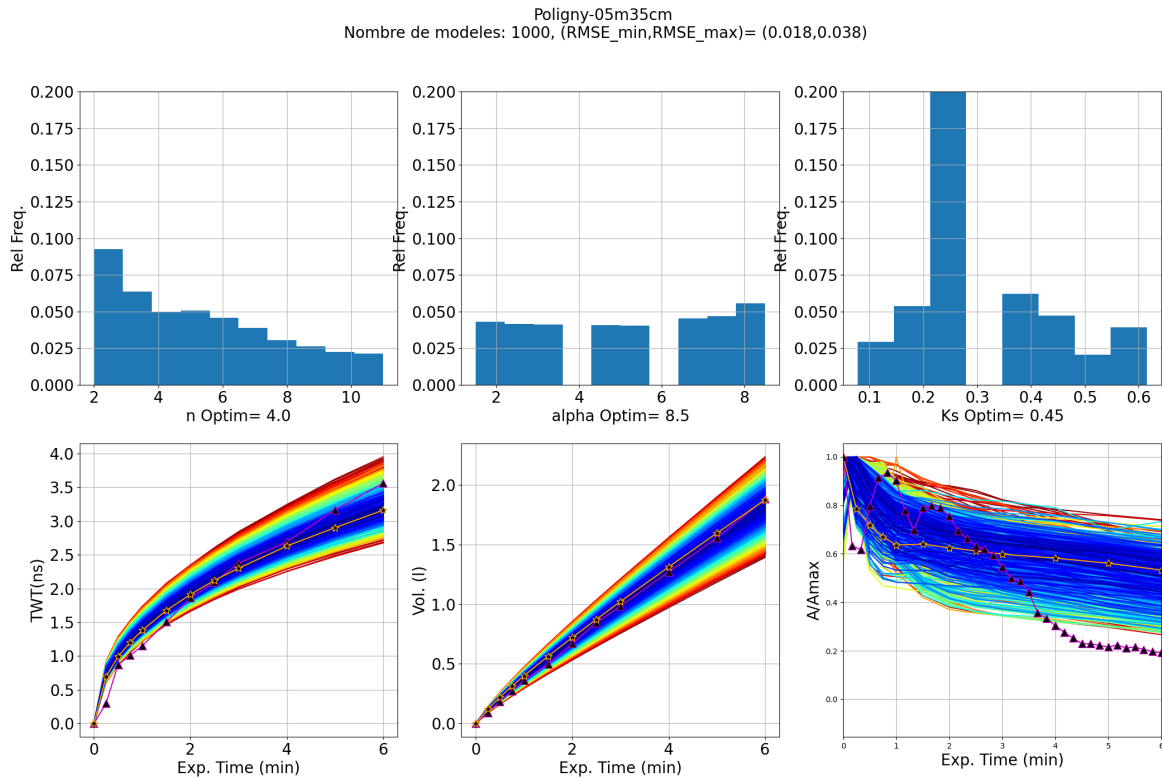 Poligny-05m35cm
Nombre de modeles: 1000, (RMSE_min,RMSE_max)= (0.018,0.038)
0.200
0.175
0.150
0.125
0.100
0.075
0.050
0.025
0.000
Rel Freq.
2 4 6 8 10
n Optim= 4.0
0.200
0.175
0.150
0.125
0.100
0.075
0.050
0.025
0.000
Rel Freq.
2 4 6 8
alpha Optim= 8.5
0.200
0.175
0.150
0.125
0.100
0.075
0.050
0.025
0.000
Rel Freq.
0.1 0.2 0.3 0.4 0.5 0.6
Ks Optim= 0.45
4.0
3.5
3.0
2.5
2.0
1.5
1.0
0.5
0.0
TWT(ns)
0 2 4 6
Exp. Time (min)
2.0
1.5
1.0
0.5
0.0
Vol. (l)
0 2 4 6
Exp. Time (min)
1.0
0.8
0.6
0.4
0.2
0.0
A/Amax
0 1 2 3 4 5 6
Exp. Time (min)